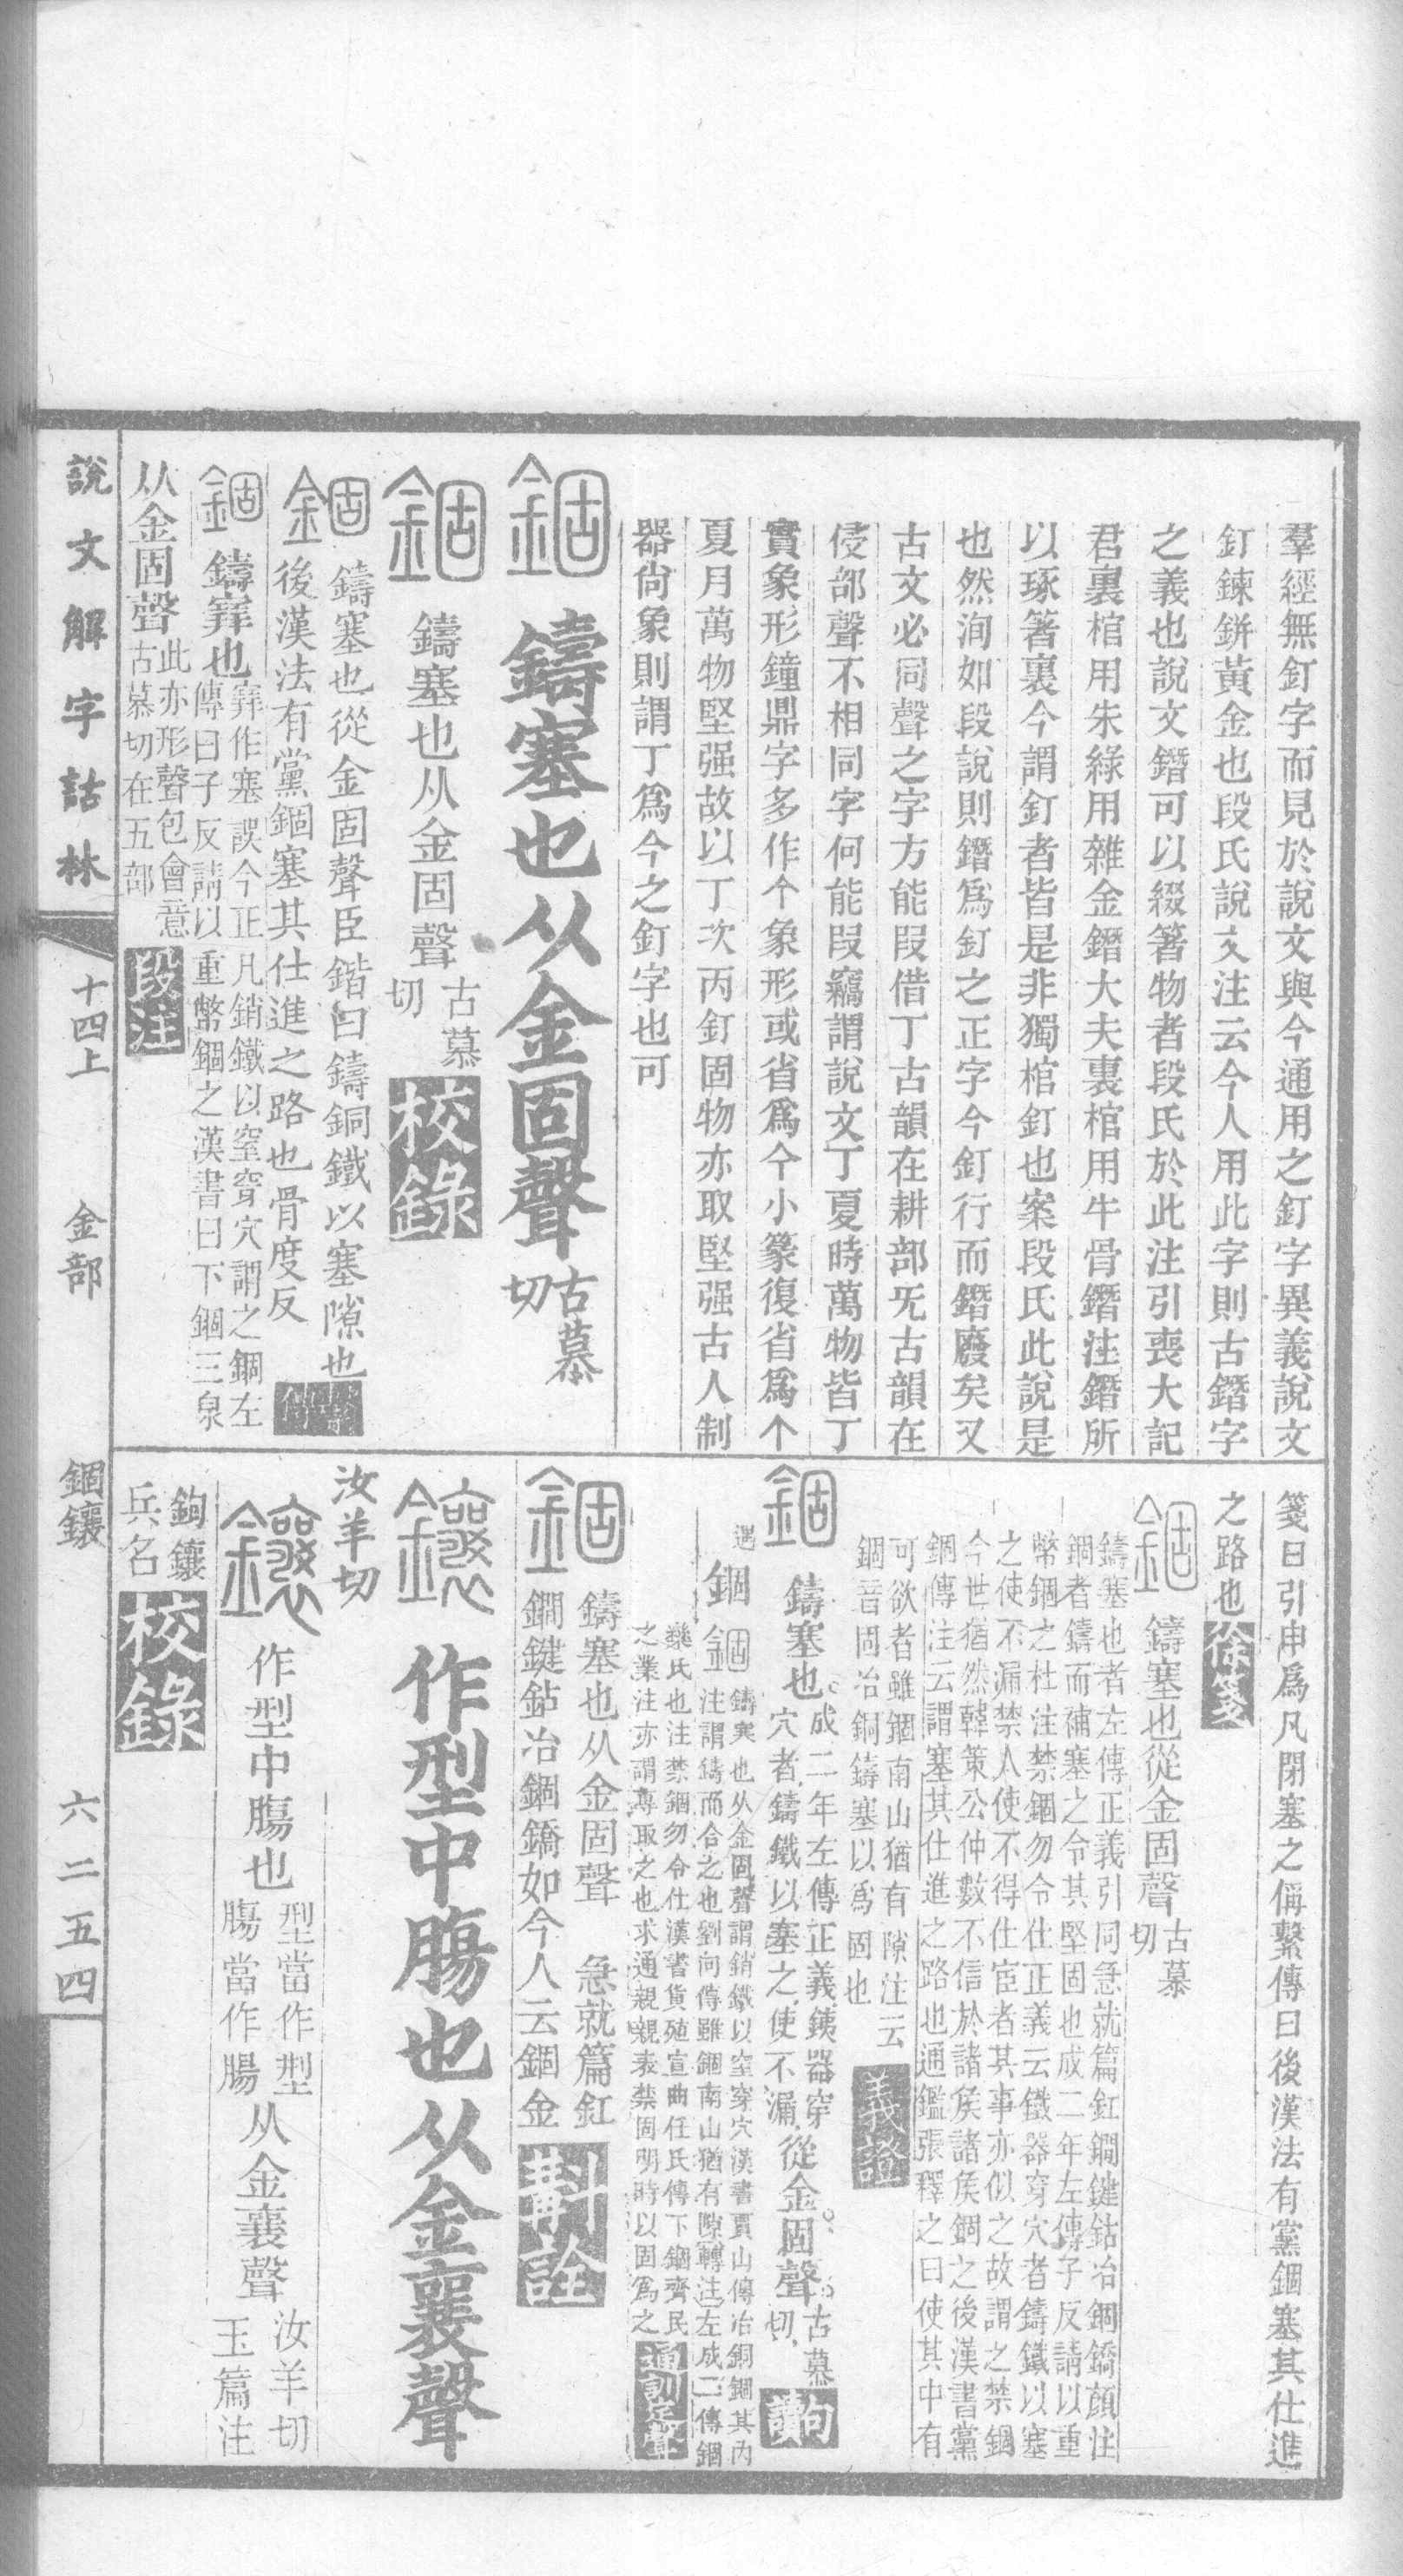 羣經無釘字而見於說文與今通用之釘字異義說文
釘鍊鉼黃金也段氏說文注云今人用此字則古鐕字
之義也說文鐕可以綴箸物者段氏於此注引喪大記
君裏棺用朱綠用雜金鐕大夫裏棺用牛骨鐕注鐕所
以琢箸裏今謂釘者皆是非獨棺釘也案段氏此說是
也然洵如段說則鐕爲釘之正字今釘行而鐕廢矣又
古文必同聲之字方能叚借丁古韻在耕部旡古韻在
侵部聲不相同字何能叚竊謂說文丁夏時萬物皆丁
實象形鐘鼎字多作个象形或省爲亇小篆復省爲个
夏月萬物堅强故以丁次丙釘固物亦取堅强古人制
器尙象則謂丁爲今之釘字也可
錮 鑄塞也从金固聲 古慕切
錮 鑄塞也从金固聲 古慕切 校錄
錮 鑄塞也從金固聲臣鍇曰鑄銅鐵以塞隙也
後漢法有黨錮塞其仕進之路也骨度反 繫傳
錮 鑄䆫也 䆫作塞誤今正凡銷鐵以窒穿穴謂之錮左
傳曰子反請以重幣錮之漢書曰下錮三泉
从金固聲 此亦形聲包會意
古慕切在五部 段注
箋曰引申爲凡閉塞之偁繫傳曰後漢法有黨錮塞其仕進
之路也 徐箋
錮 鑄塞也從金固聲 古慕切
鑄塞也者左傳正義引同急就篇釭鐧鍵鈷冶錮鐈顔注
錮者鑄而補塞之令其堅固也成二年左傳子反請以重
幣錮之杜注禁錮勿令仕正義云鐵器穿穴者鑄鐵以塞
之使不漏禁人使不得仕宦者其事亦似之故謂之禁錮
今世猶然韓策公仲數不信於諸矦諸矦錮之後漢書黨
錮傳注云謂塞其仕進之路也通鑑張釋之曰使其中有
可欲者雖錮南山猶有隙注云
錮音固冶銅鑄塞以爲固也 義證
錮 鑄塞也 成二年左傳正義銕器穿
穴者鑄鐵以塞之使不漏 從金固聲 古慕切 句讀
錮 鑄塞也从金固聲謂銷鐵以窒穿穴漢書賈山傳冶銅錮其內
注謂鑄而合之也劉向傳雖錮南山猶有隙轉注左成二傳錮
欒氏也注禁錮勿令仕漢書貨殖宣曲任氏傳下錮齊民
之業注亦謂專取之也求通親親表禁固明時以固爲之 通訓定聲
錮 鑄塞也从金固聲 急就篇釭
鐧鍵鉆冶錮鐈如今人云錮金 斠詮
鑲 作型中腸也从金襄聲
汝羊切
鑲 作型中腸也 型當作型
腸當作腸 从金襄聲 汝羊切
玉篇注
鉤鑲
兵名 校錄
說文解字詁林 十四上 金部 錮鑲 六二五四